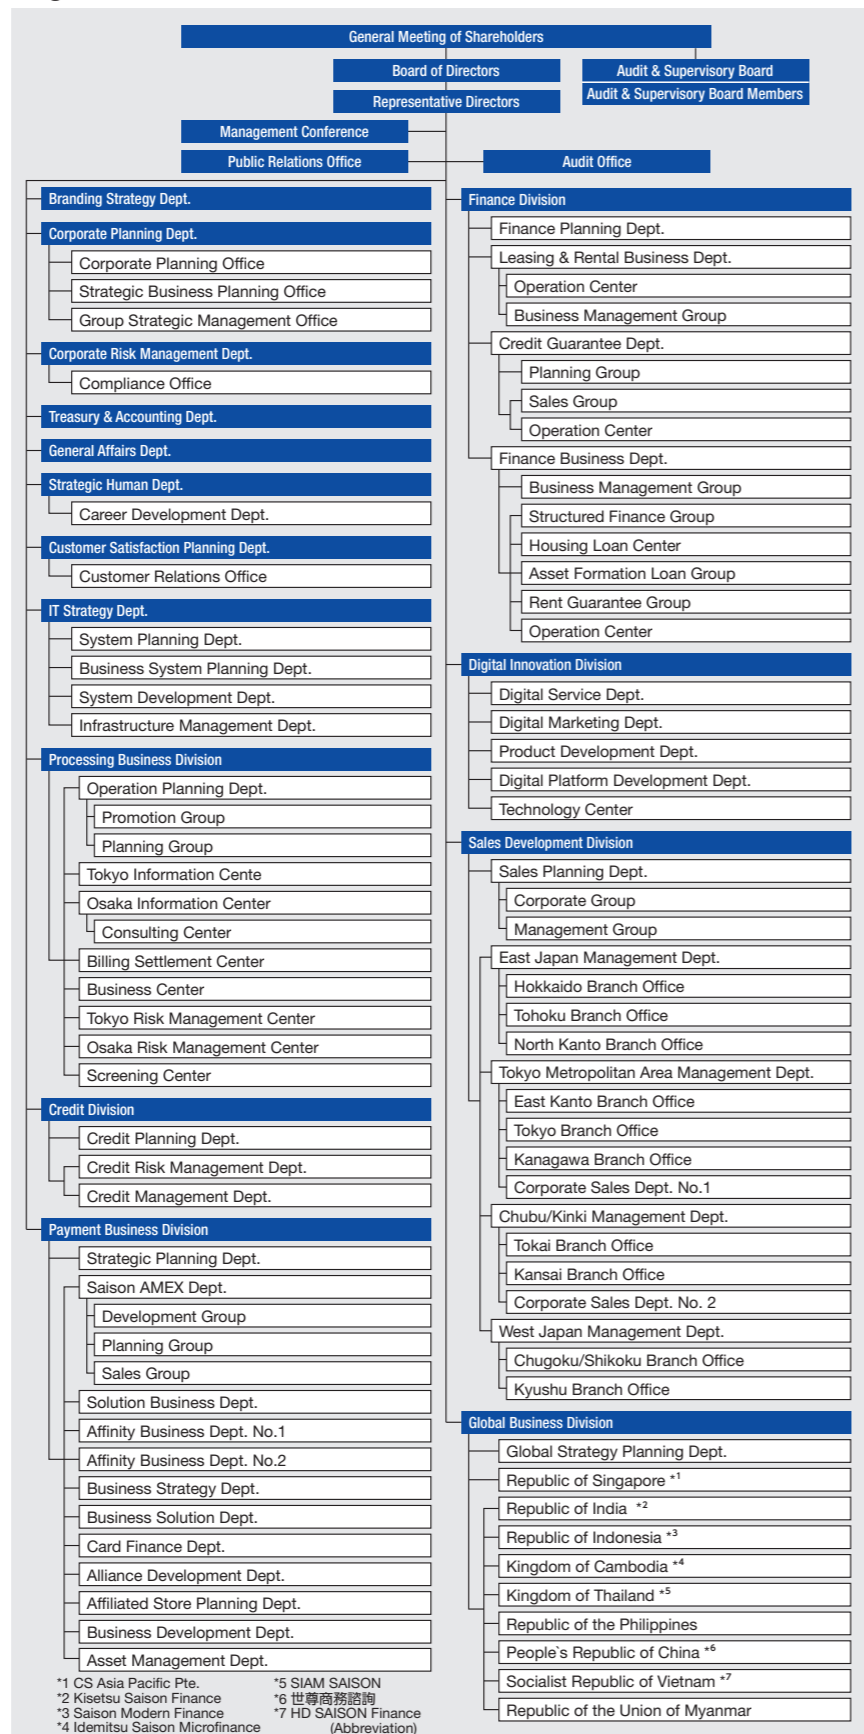 General Meeting of Shareholders
Board of Directors
Audit & Supervisory Board
Representative Directors
Audit & Supervisory Board Members
Management Conference
Public Relations Office
Audit Office
Branding Strategy Dept.
Corporate Planning Dept.
Corporate Planning Office
Strategic Business Planning Office
Group Strategic Management Office
Corporate Risk Management Dept.
Compliance Office
Treasury & Accounting Dept.
General Affairs Dept.
Strategic Human Dept.
Career Development Dept.
Customer Satisfaction Planning Dept.
Customer Relations Office
IT Strategy Dept.
System Planning Dept.
Business System Planning Dept.
System Development Dept.
Infrastructure Management Dept.
Processing Business Division
Operation Planning Dept.
Promotion Group
Planning Group
Tokyo Information Cente
Osaka Information Center
Consulting Center
Billing Settlement Center
Business Center
Tokyo Risk Management Center
Osaka Risk Management Center
Screening Center
Credit Division
Credit Planning Dept.
Credit Risk Management Dept.
Credit Management Dept.
Payment Business Division
Strategic Planning Dept.
Saison AMEX Dept.
Development Group
Planning Group
Sales Group
Solution Business Dept.
Affinity Business Dept. No.1
Affinity Business Dept. No.2
Business Strategy Dept.
Business Solution Dept.
Card Finance Dept.
Alliance Development Dept.
Affiliated Store Planning Dept.
Business Development Dept.
Asset Management Dept.
Finance Division
Finance Planning Dept.
Leasing & Rental Business Dept.
Operation Center
Business Management Group
Credit Guarantee Dept.
Planning Group
Sales Group
Operation Center
Finance Business Dept.
Business Management Group
Structured Finance Group
Housing Loan Center
Asset Formation Loan Group
Rent Guarantee Group
Operation Center
Digital Innovation Division
Digital Service Dept.
Digital Marketing Dept.
Product Development Dept.
Digital Platform Development Dept.
Technology Center
Sales Development Division
Sales Planning Dept.
Corporate Group
Management Group
East Japan Management Dept.
Hokkaido Branch Office
Tohoku Branch Office
North Kanto Branch Office
Tokyo Metropolitan Area Management Dept.
East Kanto Branch Office
Tokyo Branch Office
Kanagawa Branch Office
Corporate Sales Dept. No.1
Chubu/Kinki Management Dept.
Tokai Branch Office
Kansai Branch Office
Corporate Sales Dept. No. 2
West Japan Management Dept.
Chugoku/Shikoku Branch Office
Kyushu Branch Office
Global Business Division
Global Strategy Planning Dept.
Republic of Singapore *1
Republic of India *2
Republic of Indonesia *3
Kingdom of Cambodia *4
Kingdom of Thailand *5
Republic of the Philippines
People`s Republic of China *6
Socialist Republic of Vietnam *7
Republic of the Union of Myanmar
*1 CS Asia Pacific Pte.
*2 Kisetsu Saison Finance
*3 Saison Modern Finance
*4 Idemitsu Saison Microfinance
*5 SIAM SAISON
*6 世尊商務諮詢
*7 HD SAISON Finance
(Abbreviation)